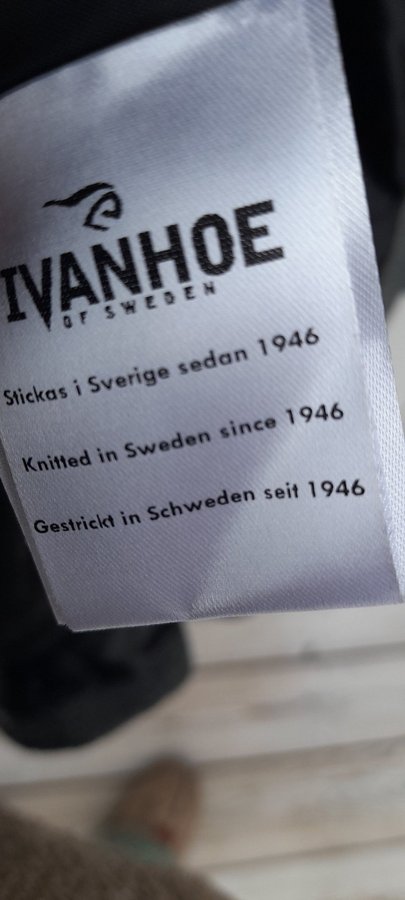 IVANHOE
OF SWEDEN
Stickas i Sverige sedan 1946
Knitted in Sweden since 1946
Gestrickt in Schweden seit 1946